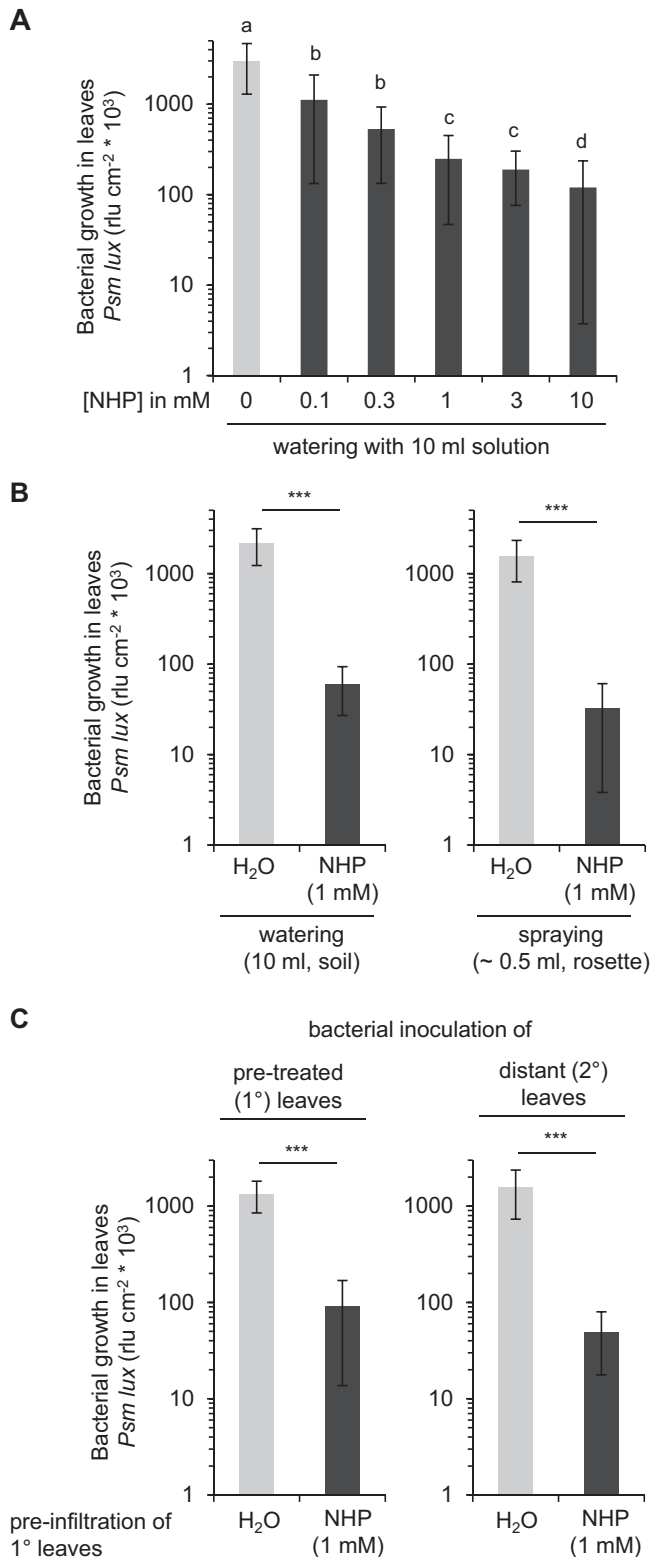 A
Bacterial growth in leaves
Psm lux (rlu cm⁻² * 10³)
1000
100
10
1
a
b
b
c
c
d
[NHP] in mM 0 0.1 0.3 1 3 10
watering with 10 ml solution
B
Bacterial growth in leaves
Psm lux (rlu cm⁻² * 10³)
1000
100
10
1
***
H₂O NHP
(1 mM)
watering
(10 ml, soil)
1000
100
10
1
***
H₂O NHP
(1 mM)
spraying
(~ 0.5 ml, rosette)
C
bacterial inoculation of
pre-treated
(1°) leaves
distant (2°)
leaves
Bacterial growth in leaves
Psm lux (rlu cm⁻² * 10³)
1000
100
10
1
***
H₂O NHP
(1 mM)
1000
100
10
1
***
H₂O NHP
(1 mM)
pre-infiltration of
1° leaves